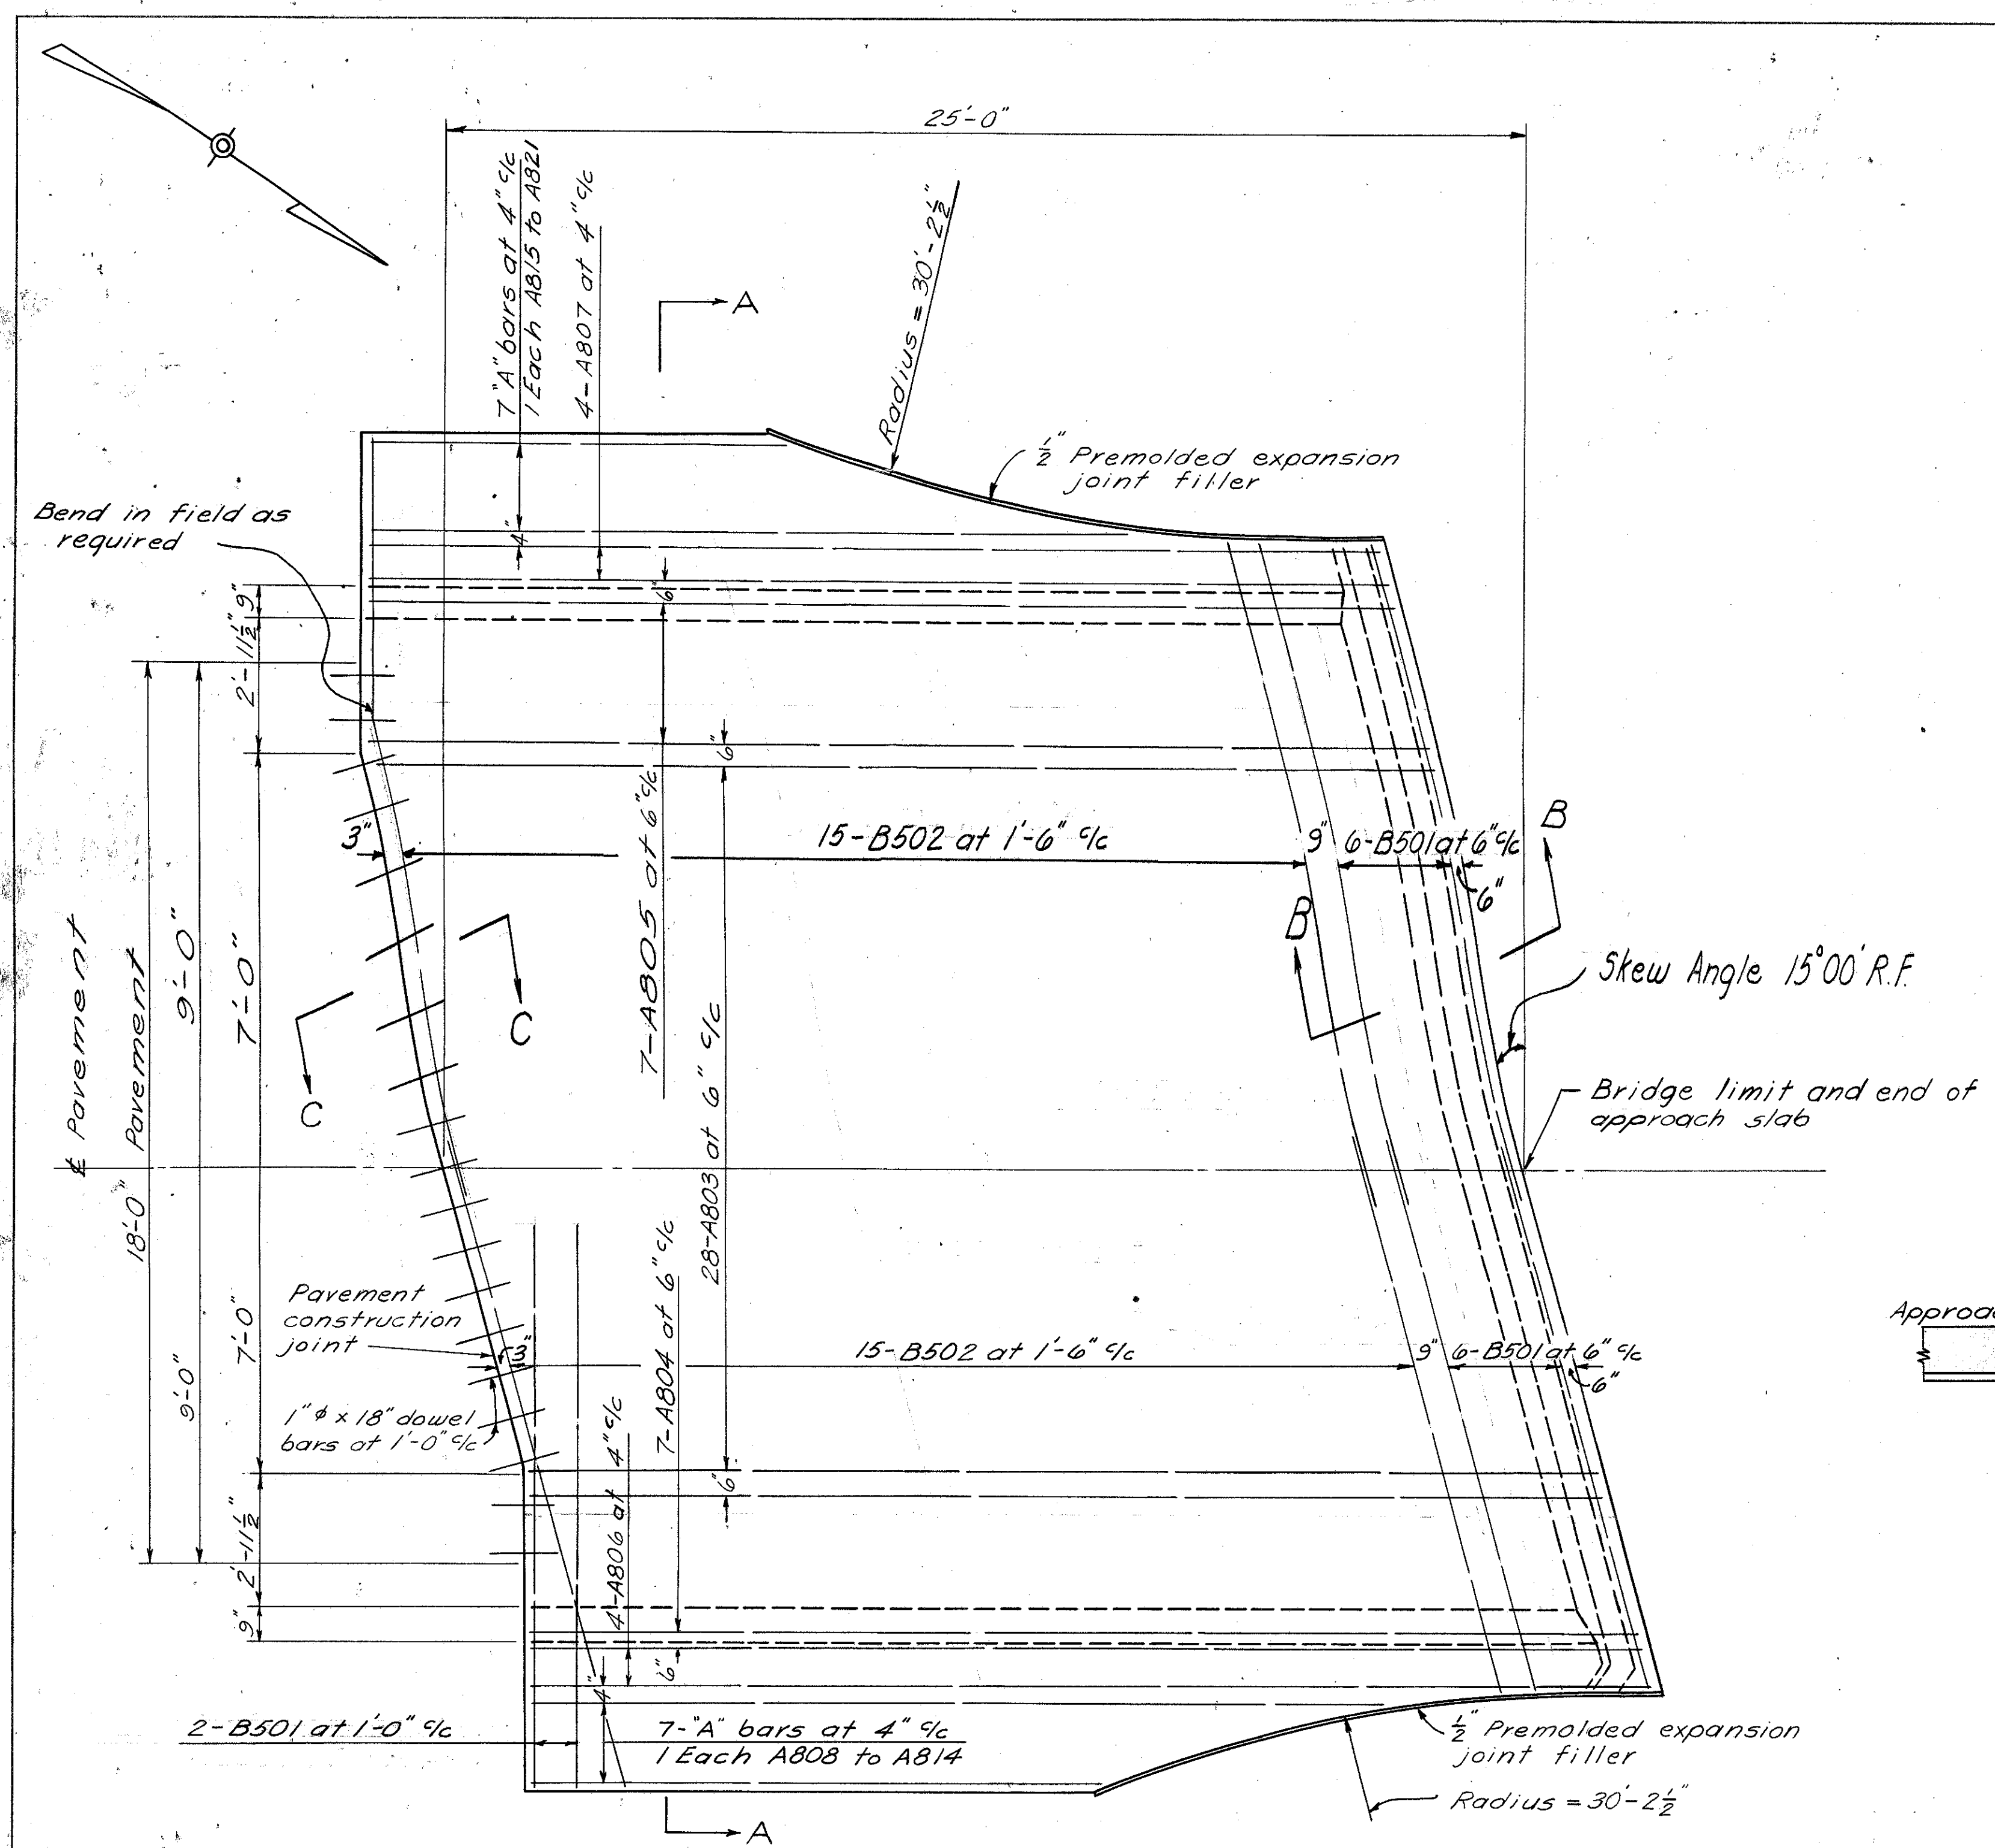 25'-0"
7 "A" bars at 4" c/c
1 Each A815 to A821
4-A807 at 4" c/c
A
Radius = 30'-2½"
½" Premolded expansion
joint filler
Bend in field as
required
4"
6"
9"
2'-11½"
6"
3"
15-B502 at 1'-6" c/c
9"
6-B501 at 6" c/c
B
6"
7-A805 at 6" c/c
B
℄ Pavement
18'-0" Pavement
9'-0"
7'-0"
C
C
Skew Angle 15°00' R.F.
28-A803 at 6" c/c
Bridge limit and end of
approach slab
Pavement
construction
joint
7'-0"
9'-0"
3"
15-B502 at 1'-6" c/c
9"
6-B501 at 6" c/c
6"
Approa
1" φ x 18" dowel
bars at 1'-0" c/c
7-A804 at 6" c/c
4-A806 at 4" c/c
6"
2'-11½"
9"
6"
4"
2-B501 at 1'-0" c/c
7-"A" bars at 4" c/c
1 Each A808 to A814
½" Premolded expansion
joint filler
Radius = 30'-2½"
A